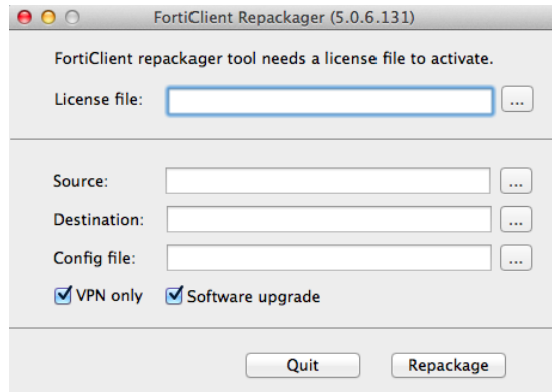 FortiClient Repackager (5.0.6.131)
FortiClient repackager tool needs a license file to activate.
License file: ...
Source: ...
Destination: ...
Config file: ...
VPN only Software upgrade
Quit Repackage